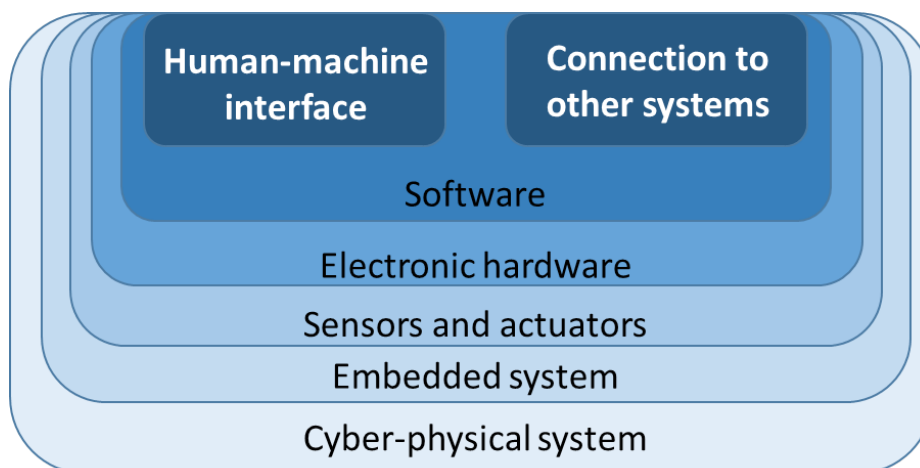 Human-machine
interface
Connection to
other systems
Software
Electronic hardware
Sensors and actuators
Embedded system
Cyber-physical system